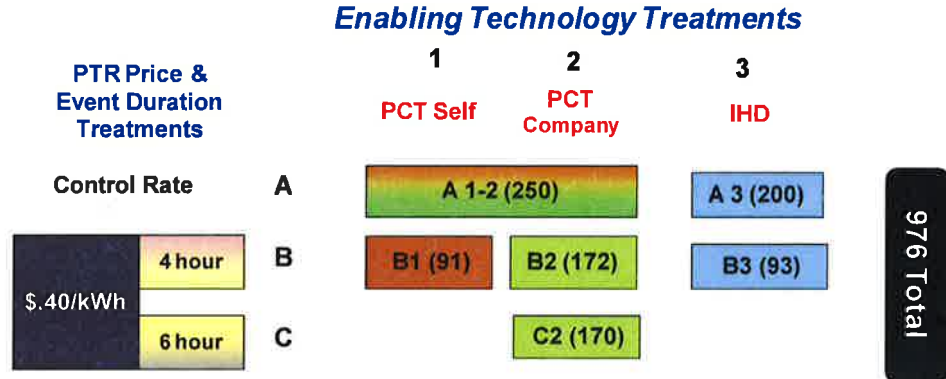 Enabling Technology Treatments
1
2
3
PTR Price &
Event Duration
Treatments
PCT Self
PCT
Company
IHD
Control Rate
A
A 1-2 (250)
A 3 (200)
$.40/kWh
4 hour
B
B1 (91)
B2 (172)
B3 (93)
6 hour
C
C2 (170)
976 Total